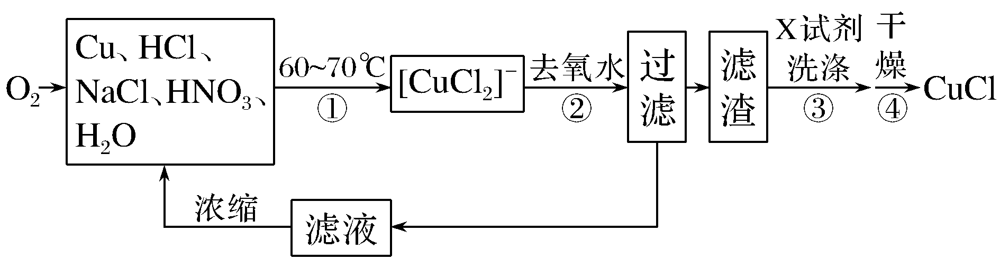 O₂
Cu、HCl、
NaCl、HNO₃、
H₂O
60~70℃
①
[CuCl₂]⁻
去氧水
②
过
滤
滤
渣
X试剂
洗涤
③
干
燥
④
CuCl
浓缩
滤液